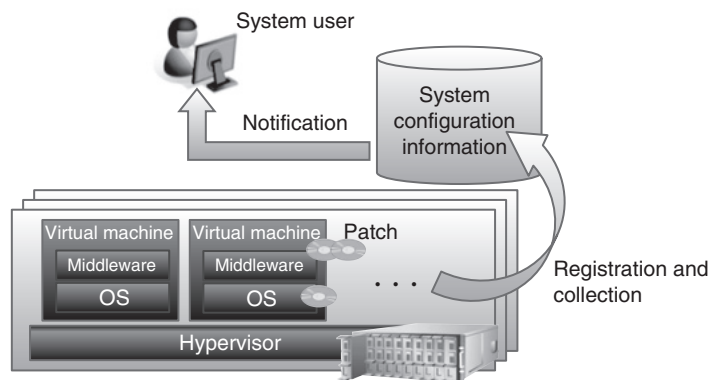 System user
System
configuration
information
Notification
Virtual machine
Virtual machine
Patch
Middleware
Middleware
OS
OS
. . .
Registration and
collection
Hypervisor